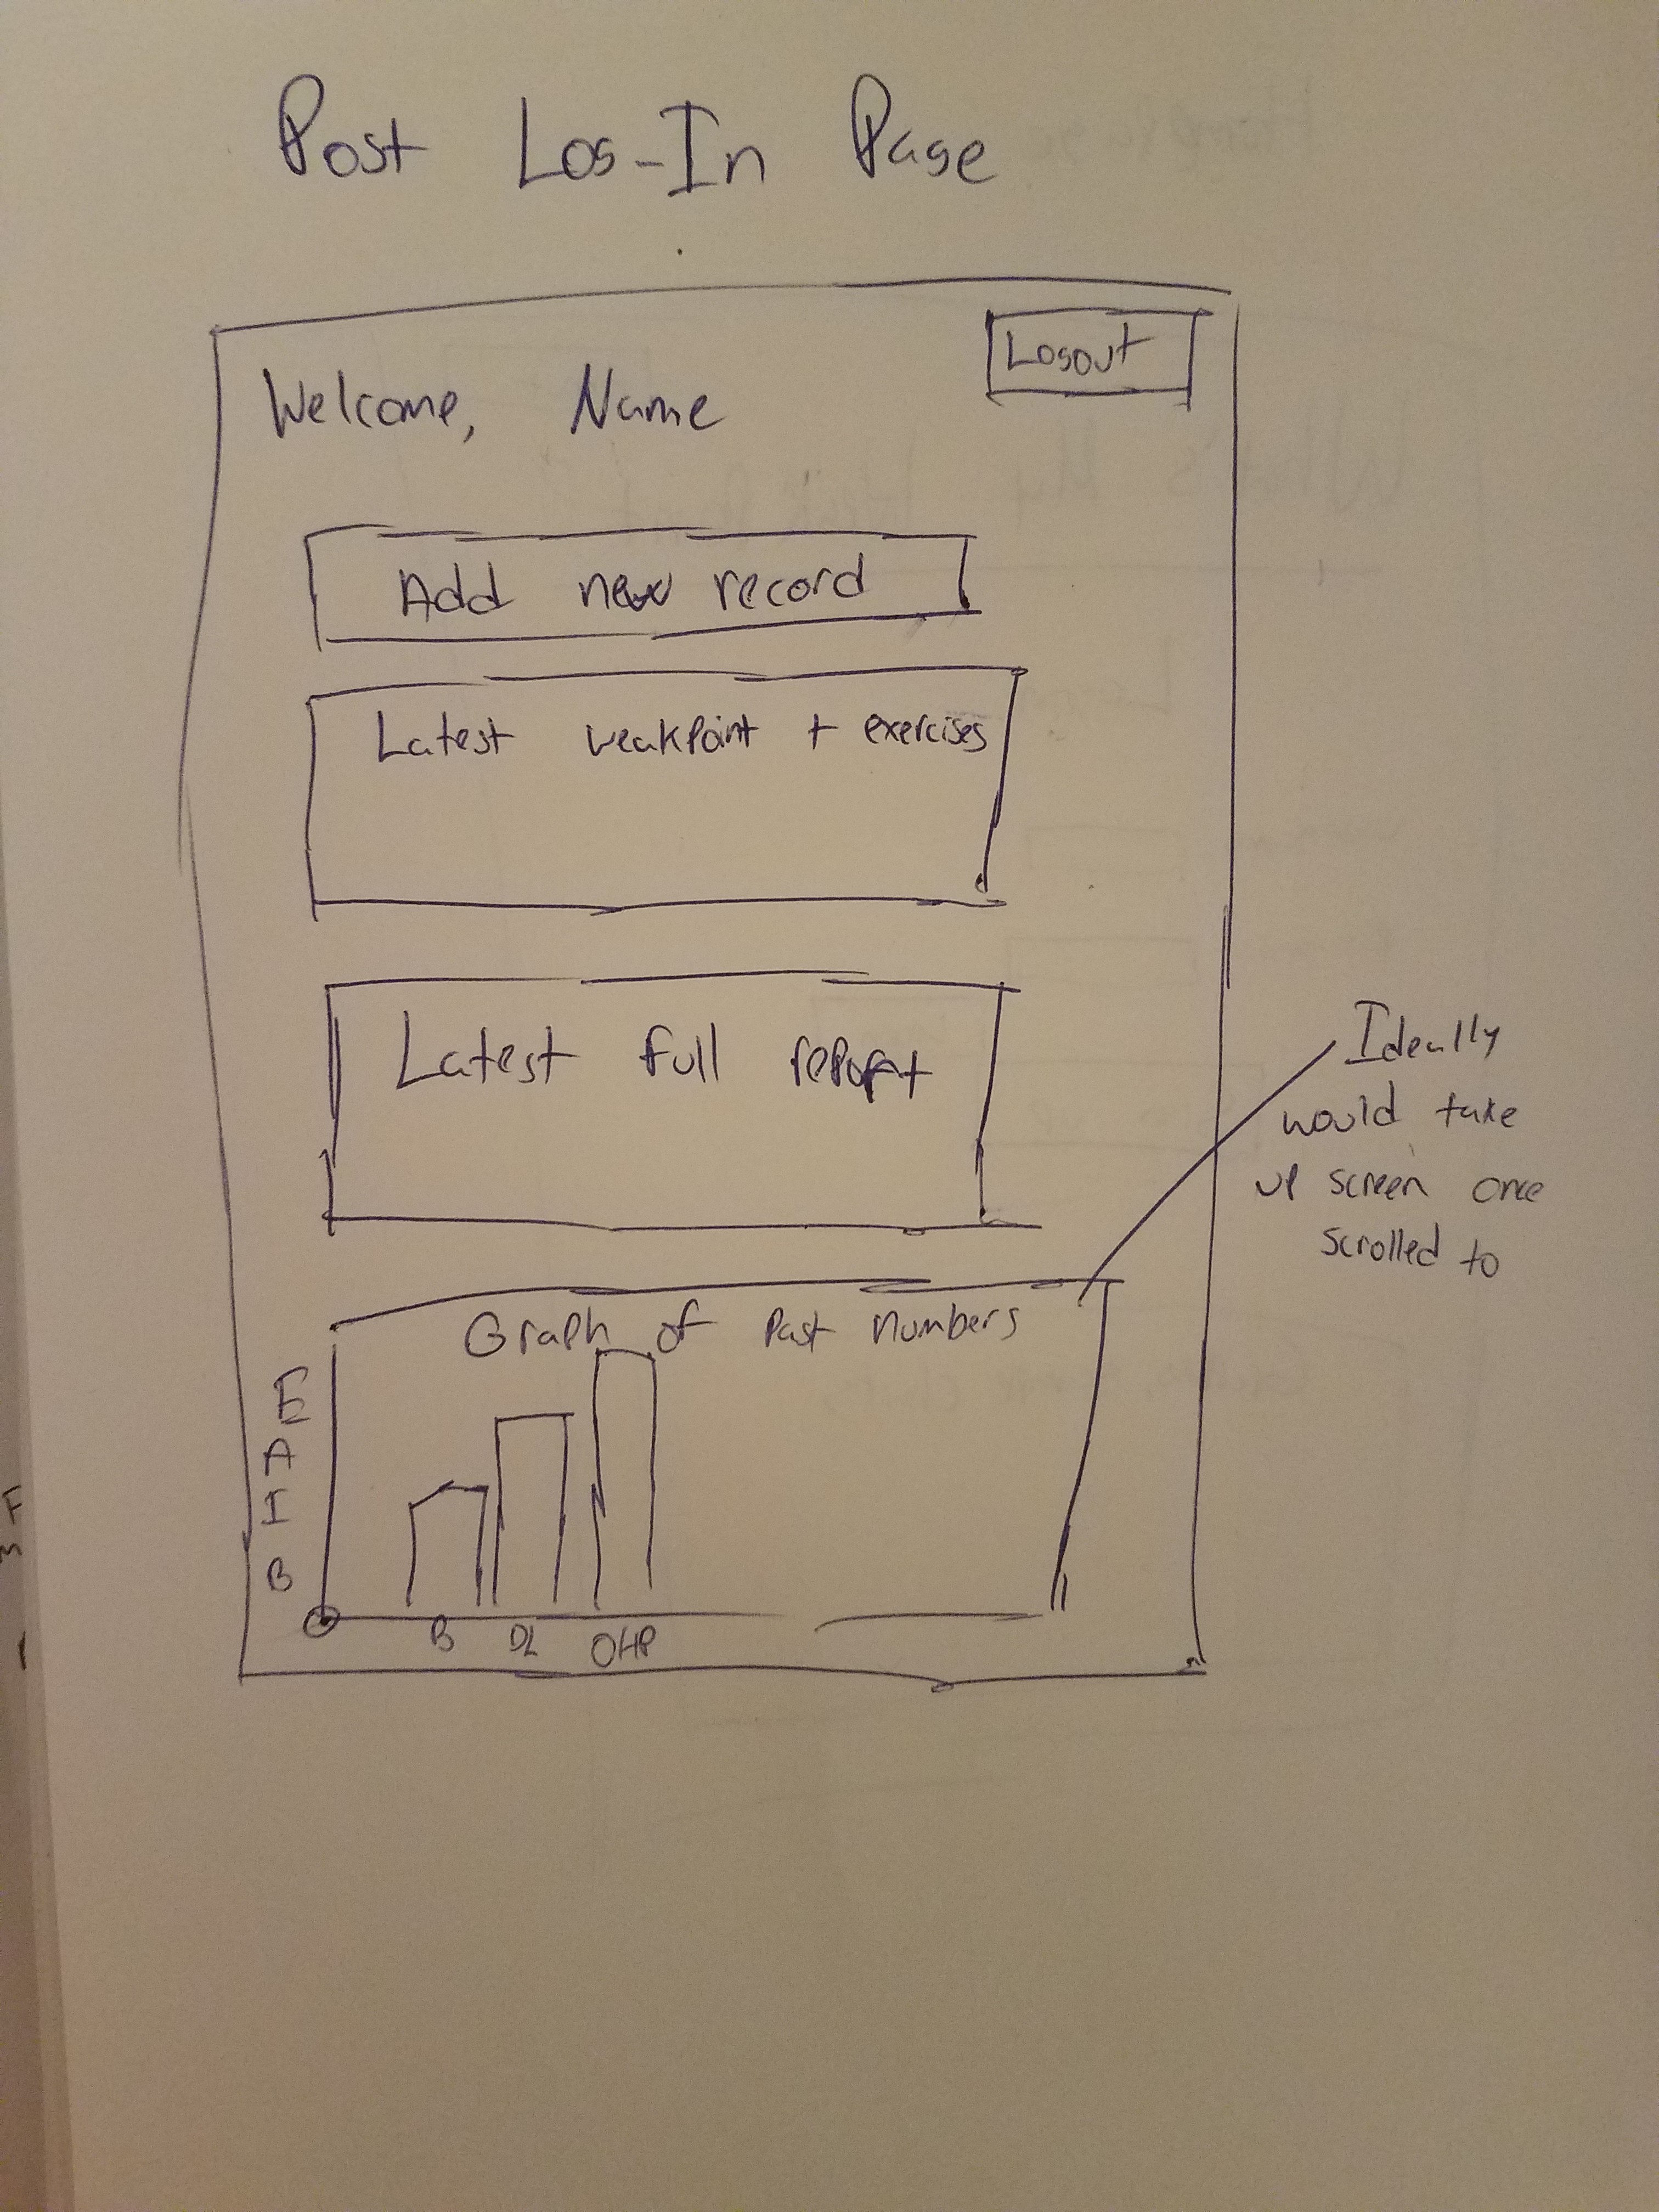 Post Log-In Page
Logout
Welcome, Name
Add new record
Latest weakpoint + exercises
Latest full report
Ideally
would take
up screen once
scrolled to
Graph of Past numbers
E
A
I
B
B DL OHP
F